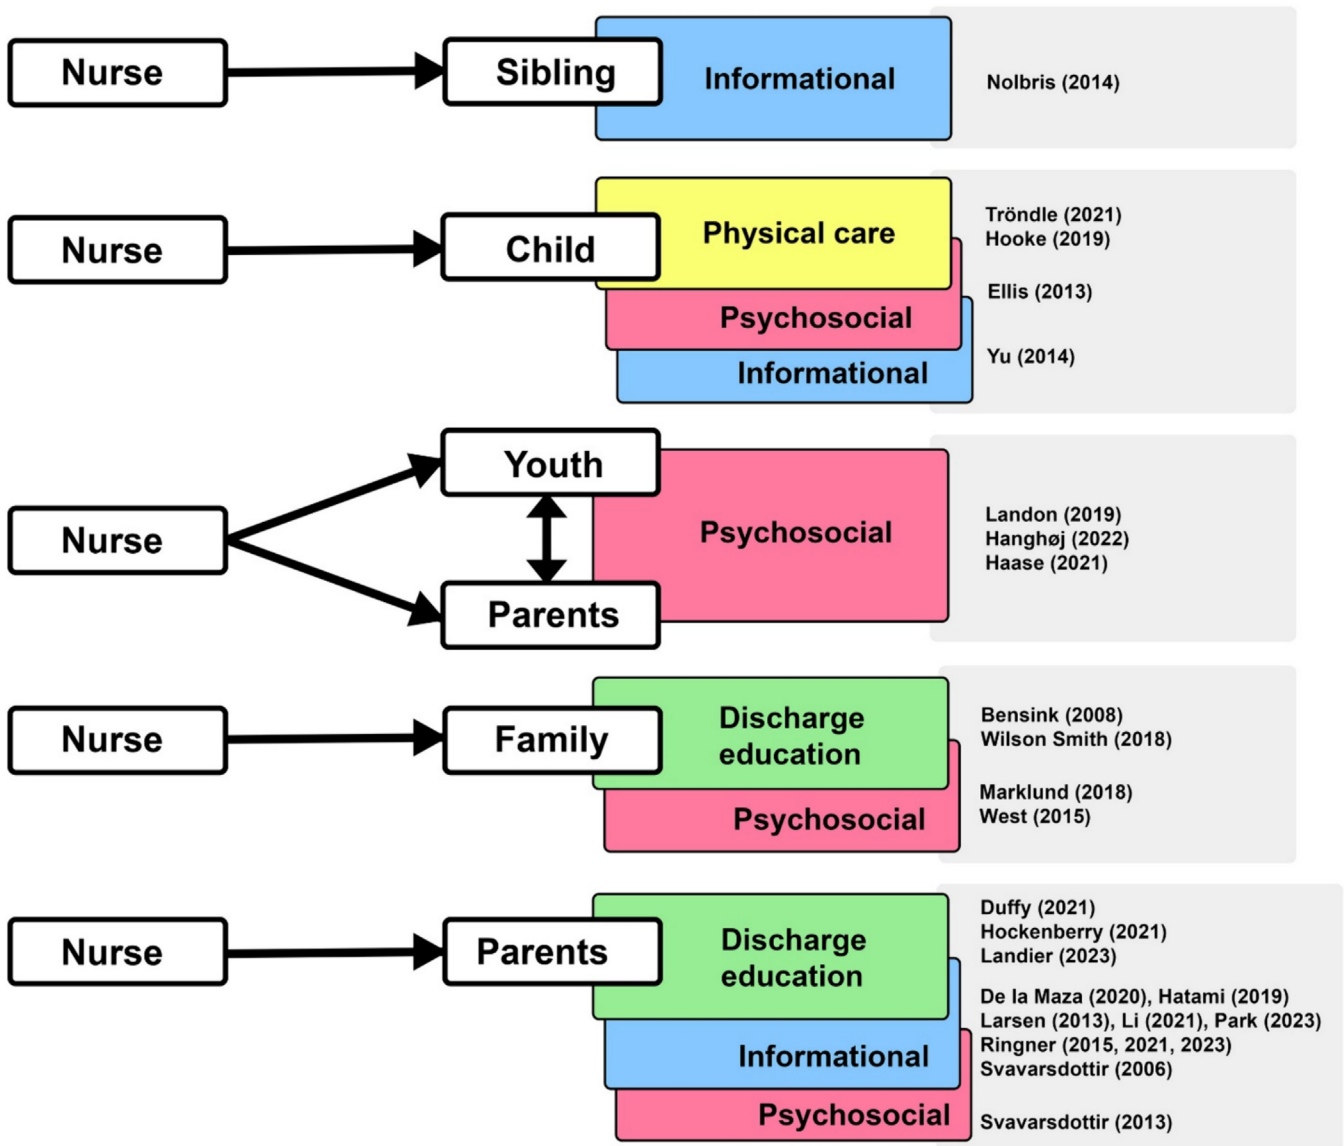 Nurse
Sibling
Informational
Nolbris (2014)
Nurse
Child
Physical care
Psychosocial
Informational
Tröndle (2021)
Hooke (2019)
Ellis (2013)
Yu (2014)
Nurse
Youth
Parents
Psychosocial
Landon (2019)
Hanghøj (2022)
Haase (2021)
Nurse
Family
Discharge
education
Psychosocial
Bensink (2008)
Wilson Smith (2018)
Marklund (2018)
West (2015)
Nurse
Parents
Discharge
education
Informational
Psychosocial
Duffy (2021)
Hockenberry (2021)
Landier (2023)
De la Maza (2020), Hatami (2019)
Larsen (2013), Li (2021), Park (2023)
Ringner (2015, 2021, 2023)
Svavarsdottir (2006)
Svavarsdottir (2013)